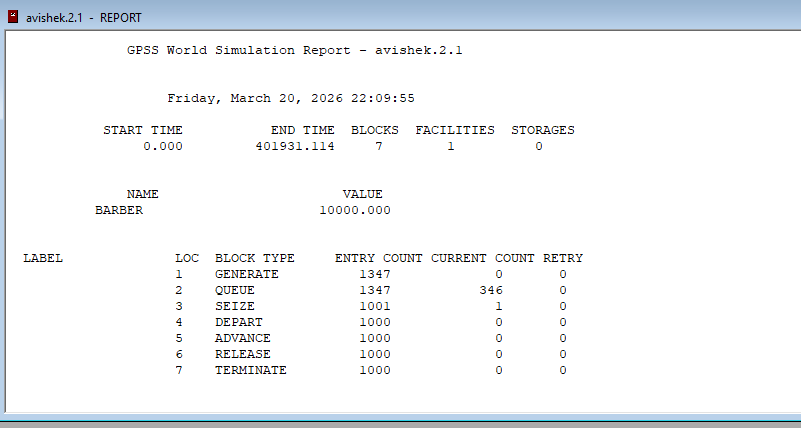 avishek.2.1 - REPORT
GPSS World Simulation Report - avishek.2.1
Friday, March 20, 2026 22:09:55
START TIME END TIME BLOCKS FACILITIES STORAGES
0.000 401931.114 7 1 0
NAME VALUE
BARBER 10000.000
LABEL LOC BLOCK TYPE ENTRY COUNT CURRENT COUNT RETRY
1 GENERATE 1347 0 0
2 QUEUE 1347 346 0
3 SEIZE 1001 1 0
4 DEPART 1000 0 0
5 ADVANCE 1000 0 0
6 RELEASE 1000 0 0
7 TERMINATE 1000 0 0